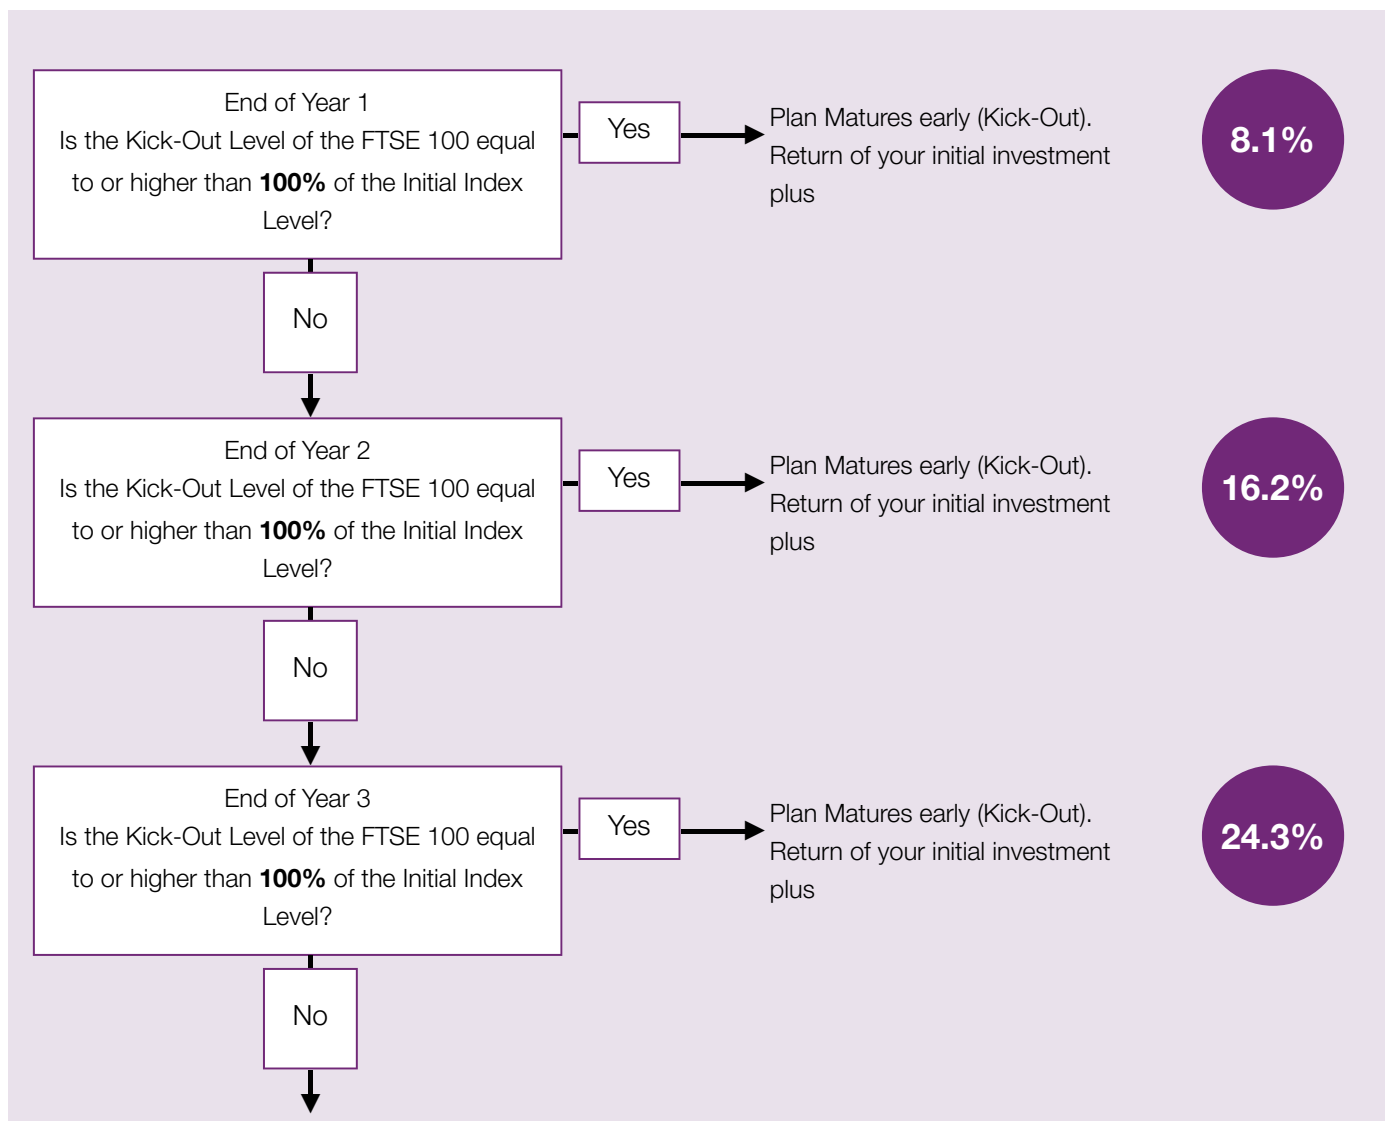 End of Year 1
Is the Kick-Out Level of the FTSE 100 equal
to or higher than 100% of the Initial Index
Level?
Yes
Plan Matures early (Kick-Out).
Return of your initial investment
plus
8.1%
No
End of Year 2
Is the Kick-Out Level of the FTSE 100 equal
to or higher than 100% of the Initial Index
Level?
Yes
Plan Matures early (Kick-Out).
Return of your initial investment
plus
16.2%
No
End of Year 3
Is the Kick-Out Level of the FTSE 100 equal
to or higher than 100% of the Initial Index
Level?
Yes
Plan Matures early (Kick-Out).
Return of your initial investment
plus
24.3%
No